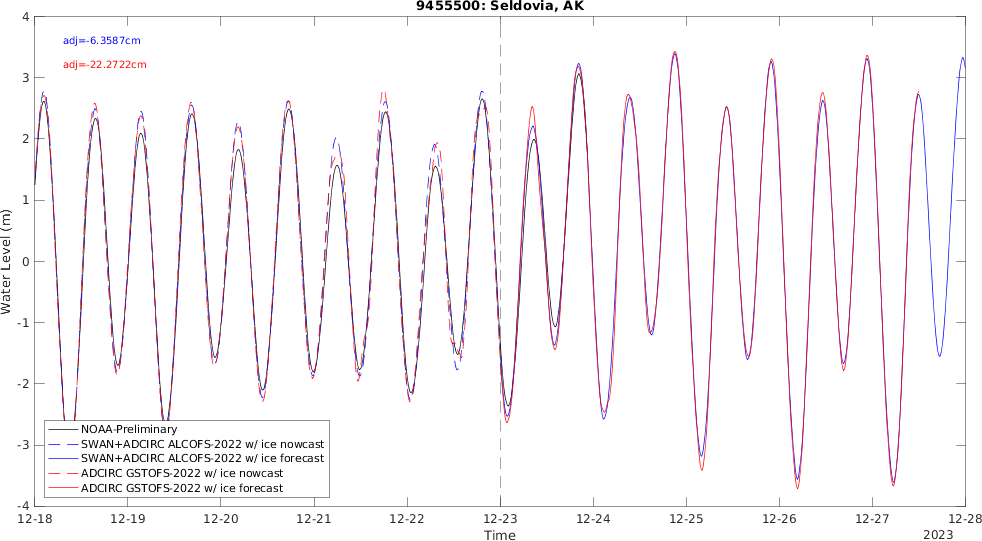 9455500: Seldovia, AK
adj=-6.3587cm
adj=-22.2722cm
4
3
2
1
0
-1
-2
-3
-4
Water Level (m)
NOAA-Preliminary
SWAN+ADCIRC ALCOFS-2022 w/ ice nowcast
SWAN+ADCIRC ALCOFS-2022 w/ ice forecast
ADCIRC GSTOFS-2022 w/ ice nowcast
ADCIRC GSTOFS-2022 w/ ice forecast
12-18 12-19 12-20 12-21 12-22 12-23 12-24 12-25 12-26 12-27 12-28
Time
2023